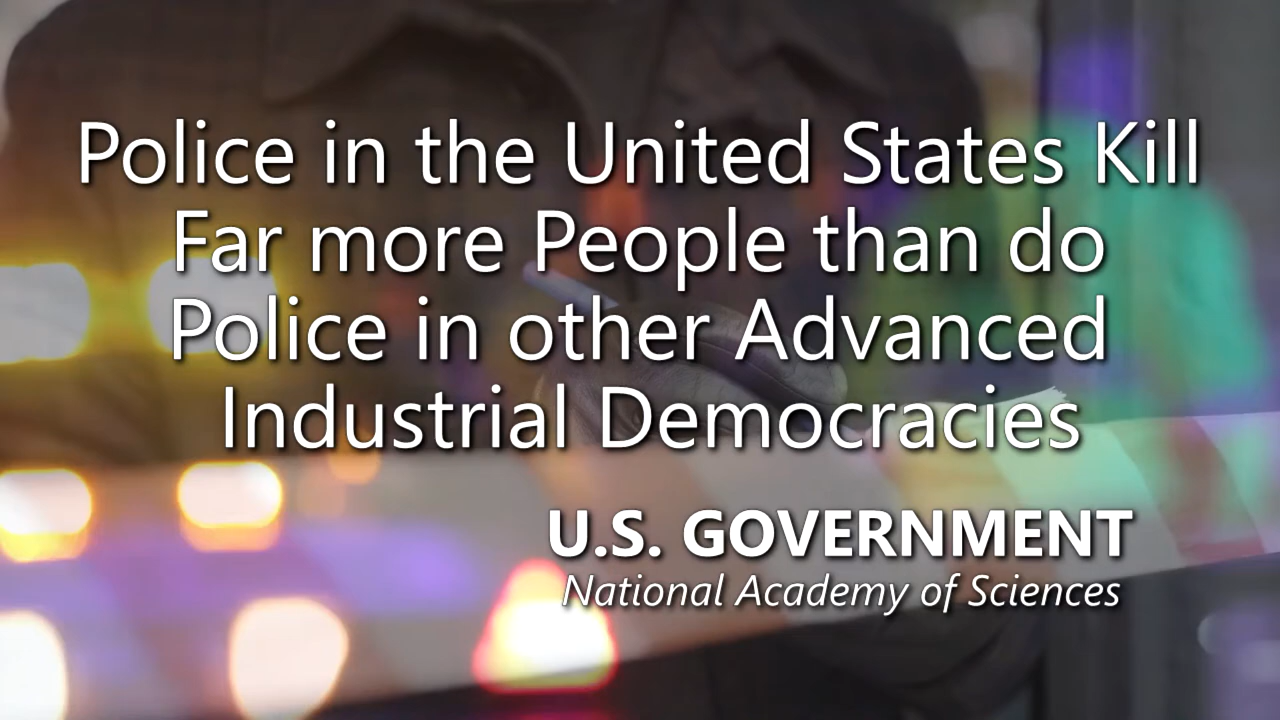 Police in the United States Kill
Far more People than do
Police in other Advanced
Industrial Democracies
U.S. GOVERNMENT
National Academy of Sciences